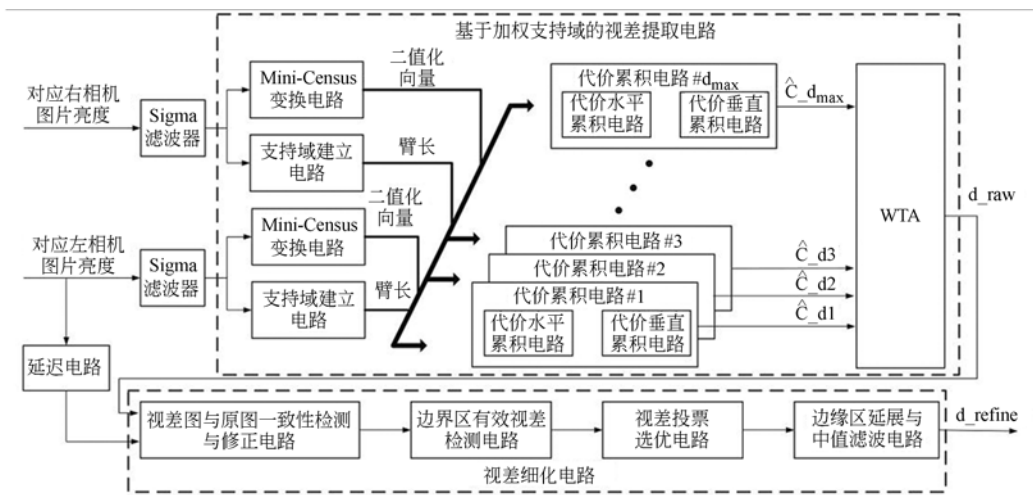 基于加权支持域的视差提取电路
对应右相机
图片亮度
Sigma
滤波器
Mini-Census
变换电路
二值化
向量
支持域建立
电路
臂长
对应左相机
图片亮度
Sigma
滤波器
Mini-Census
变换电路
二值化
向量
支持域建立
电路
臂长
代价累积电路#dmax
代价水平
累积电路
代价垂直
累积电路
Ĉ_dmax
代价累积电路#3
代价累积电路#2
代价累积电路#1
代价水平
累积电路
代价垂直
累积电路
Ĉ_d3
Ĉ_d2
Ĉ_d1
WTA
d_raw
延迟电路
视差图与原图一致性检测
与修正电路
边界区有效视差
检测电路
视差投票
选优电路
边缘区延展与
中值滤波电路
d_refine
视差细化电路